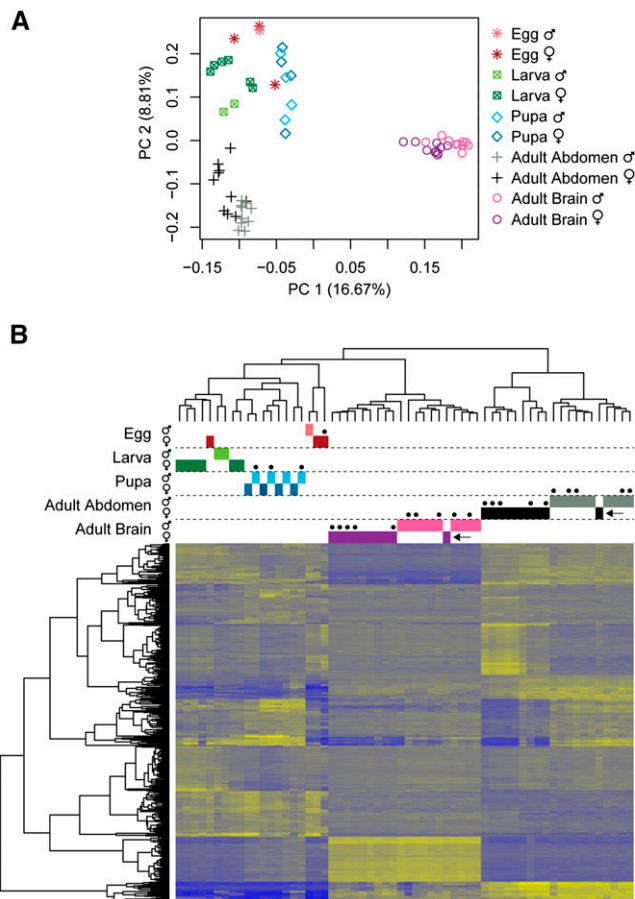 A
PC 2 (8.81%)
0.2
0.1
0.0
−0.1
−0.2
−0.15
−0.05
0.05
0.15
PC 1 (16.67%)
Egg ♂
Egg ♀
Larva ♂
Larva ♀
Pupa ♂
Pupa ♀
Adult Abdomen ♂
Adult Abdomen ♀
Adult Brain ♂
Adult Brain ♀
B
Egg ♂ ♀
Larva ♂ ♀
Pupa ♂ ♀
Adult Abdomen ♂ ♀
Adult Brain ♂ ♀